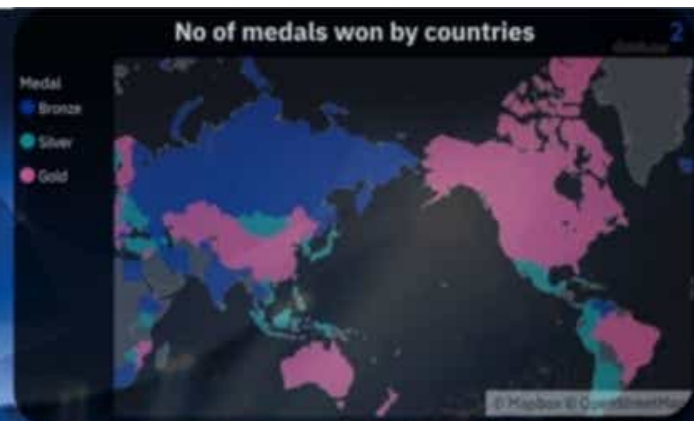 No of medals won by countries
2
Medal
Bronze
Silver
Gold
© Mapbox © OpenStreetMap